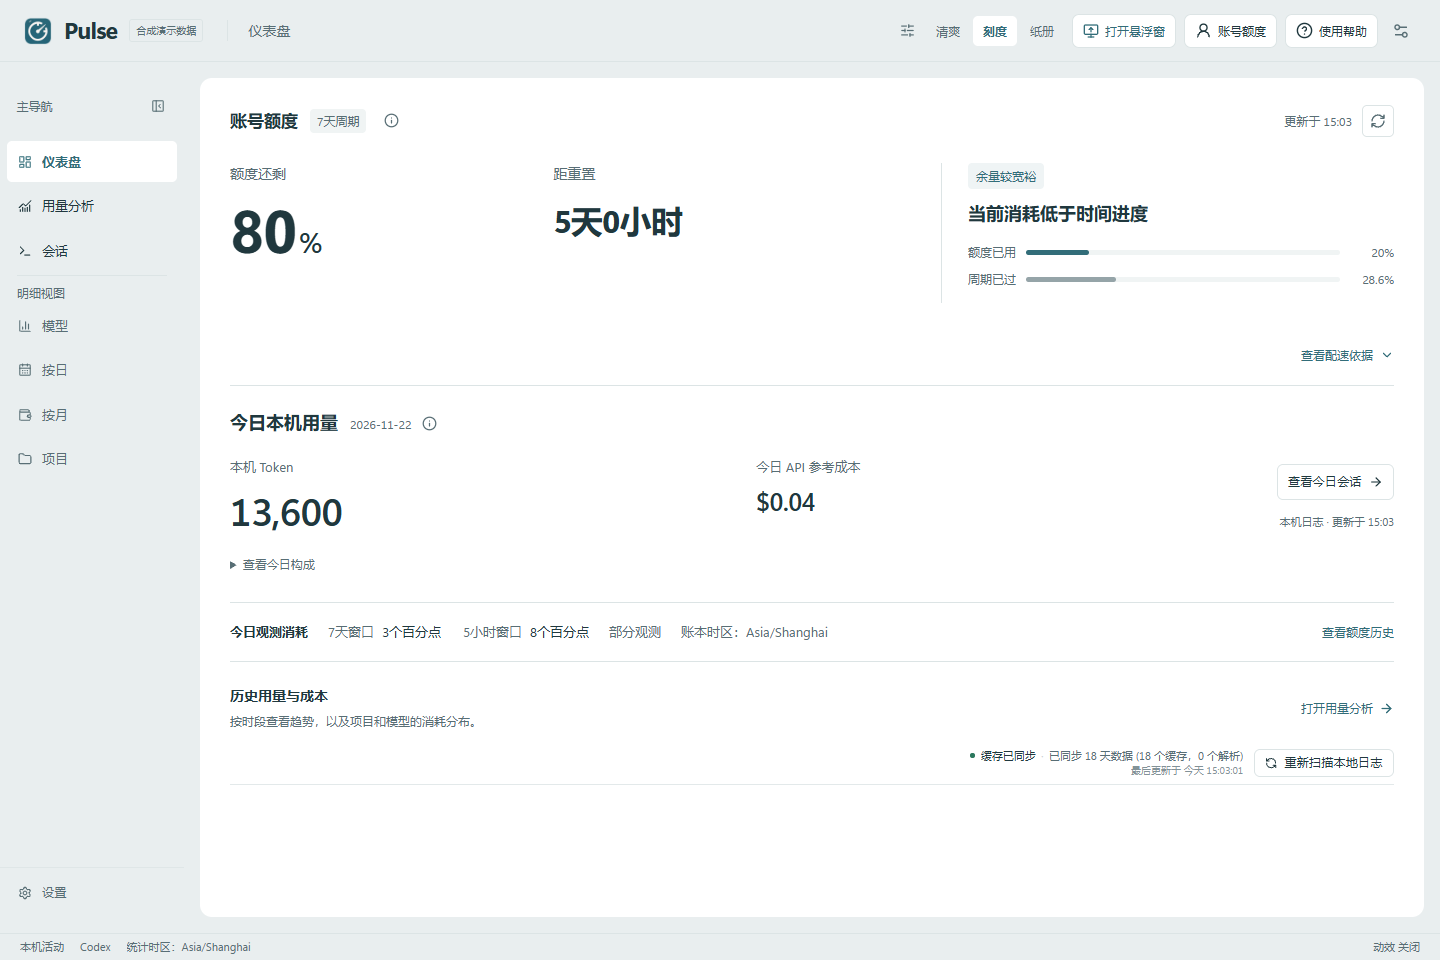 Pulse 合成演示数据 仪表盘 清爽 刻度 纸册 打开悬浮窗 账号额度 使用帮助
主导航
仪表盘
用量分析
会话
明细视图
模型
按日
按月
项目
设置
账号额度 7天周期 更新于 15:03
额度还剩
80%
距重置
5天0小时
余量较宽裕
当前消耗低于时间进度
额度已用 20%
周期已过 28.6%
查看配速依据
今日本机用量 2026-11-22
本机 Token
13,600
今日 API 参考成本
$0.04
查看今日会话
本机日志 · 更新于 15:03
查看今日构成
今日观测消耗 7天窗口 3个百分点 5小时窗口 8个百分点 部分观测 账本时区：Asia/Shanghai 查看额度历史
历史用量与成本
按时段查看趋势，以及项目和模型的消耗分布。
打开用量分析
缓存已同步 · 已同步 18 天数据 (18 个缓存，0 个解析)
最后更新于 今天 15:03:01
重新扫描本地日志
本机活动 Codex 统计时区：Asia/Shanghai 动效 关闭